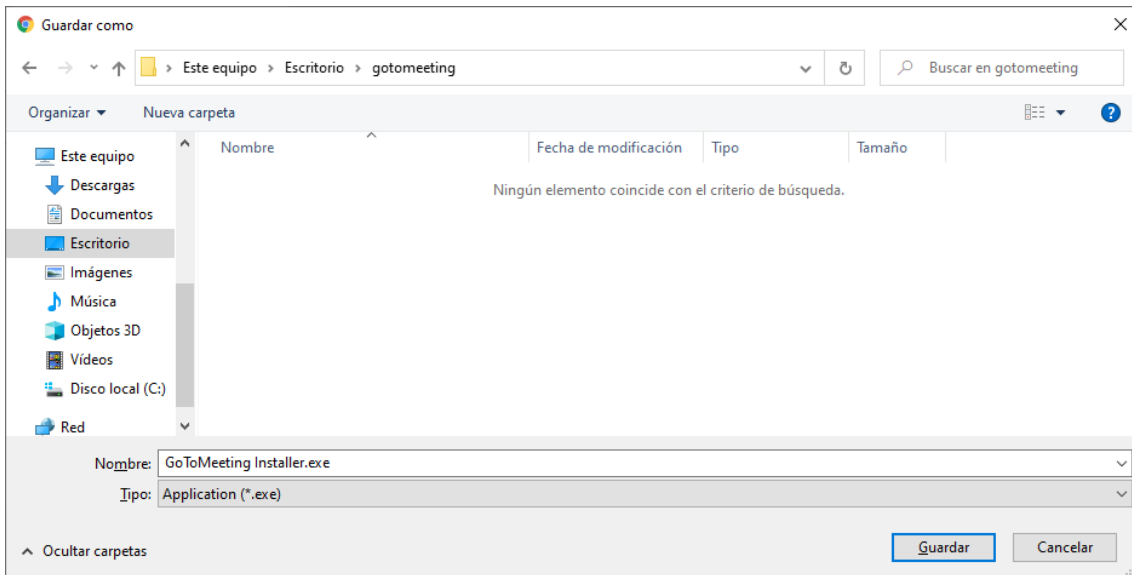 Guardar como
Este equipo > Escritorio > gotomeeting
Buscar en gotomeeting
Organizar
Nueva carpeta
?
Nombre
Fecha de modificación
Tipo
Tamaño
Ningún elemento coincide con el criterio de búsqueda.
Este equipo
Descargas
Documentos
Escritorio
Imágenes
Música
Objetos 3D
Vídeos
Disco local (C:)
Red
Nombre: GoToMeeting Installer.exe
Tipo: Application (*.exe)
Ocultar carpetas
Guardar
Cancelar